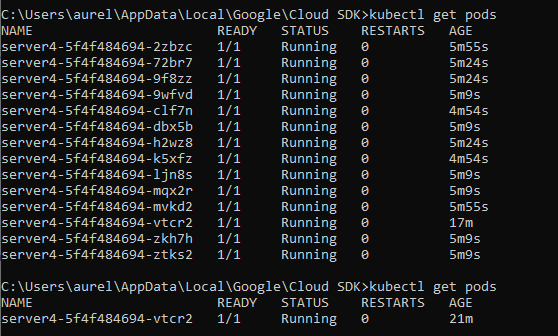 C:\Users\aurel\AppData\Local\Google\Cloud SDK>kubectl get pods
NAME READY STATUS RESTARTS AGE
server4-5f4f484694-2zbzc 1/1 Running 0 5m55s
server4-5f4f484694-72br7 1/1 Running 0 5m24s
server4-5f4f484694-9f8zz 1/1 Running 0 5m24s
server4-5f4f484694-9wfvd 1/1 Running 0 5m9s
server4-5f4f484694-clf7n 1/1 Running 0 4m54s
server4-5f4f484694-dbx5b 1/1 Running 0 5m9s
server4-5f4f484694-h2wz8 1/1 Running 0 5m24s
server4-5f4f484694-k5xfz 1/1 Running 0 4m54s
server4-5f4f484694-ljn8s 1/1 Running 0 5m9s
server4-5f4f484694-mqx2r 1/1 Running 0 5m9s
server4-5f4f484694-mvkd2 1/1 Running 0 5m55s
server4-5f4f484694-vtcr2 1/1 Running 0 17m
server4-5f4f484694-zkh7h 1/1 Running 0 5m9s
server4-5f4f484694-ztks2 1/1 Running 0 5m9s
C:\Users\aurel\AppData\Local\Google\Cloud SDK>kubectl get pods
NAME READY STATUS RESTARTS AGE
server4-5f4f484694-vtcr2 1/1 Running 0 21m